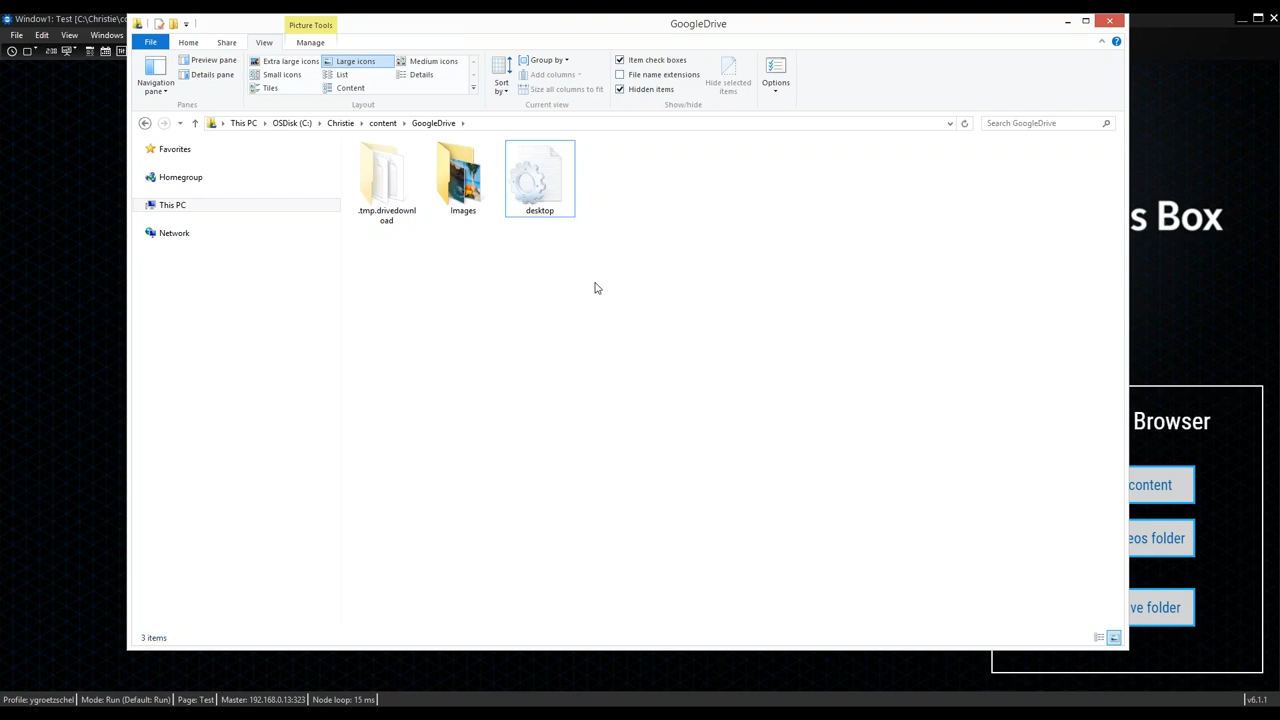 Window1: Test [C:\Christie\co
Picture Tools
GoogleDrive
File Edit View Windows
File Home Share View Manage
Navigation pane
Preview pane
Details pane
Panes
Extra large icons Large icons Medium icons
Small icons List Details
Tiles Content
Layout
Sort by
Group by
Add columns
Size all columns to fit
Current view
Item check boxes
File name extensions
Hidden items
Hide selected items
Show/hide
Options
This PC OSDisk (C:) Christie content GoogleDrive
Search GoogleDrive
Favorites
Homegroup
This PC
Network
.tmp.drivedownl
oad
Images
desktop
s Box
Browser
content
eos folder
ve folder
3 items
Profile: ygroetzschel Mode: Run (Default: Run) Page: Test Master: 192.168.0.13:323 Node loop: 15 ms v6.1.1